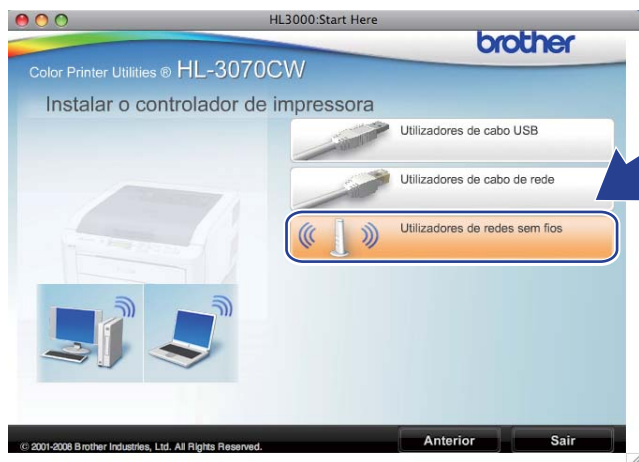 HL3000:Start Here
brother
Color Printer Utilities ® HL-3070CW
Instalar o controlador de impressora
Utilizadores de cabo USB
Utilizadores de cabo de rede
Utilizadores de redes sem fios
© 2001-2008 Brother Industries, Ltd. All Rights Reserved.
Anterior
Sair